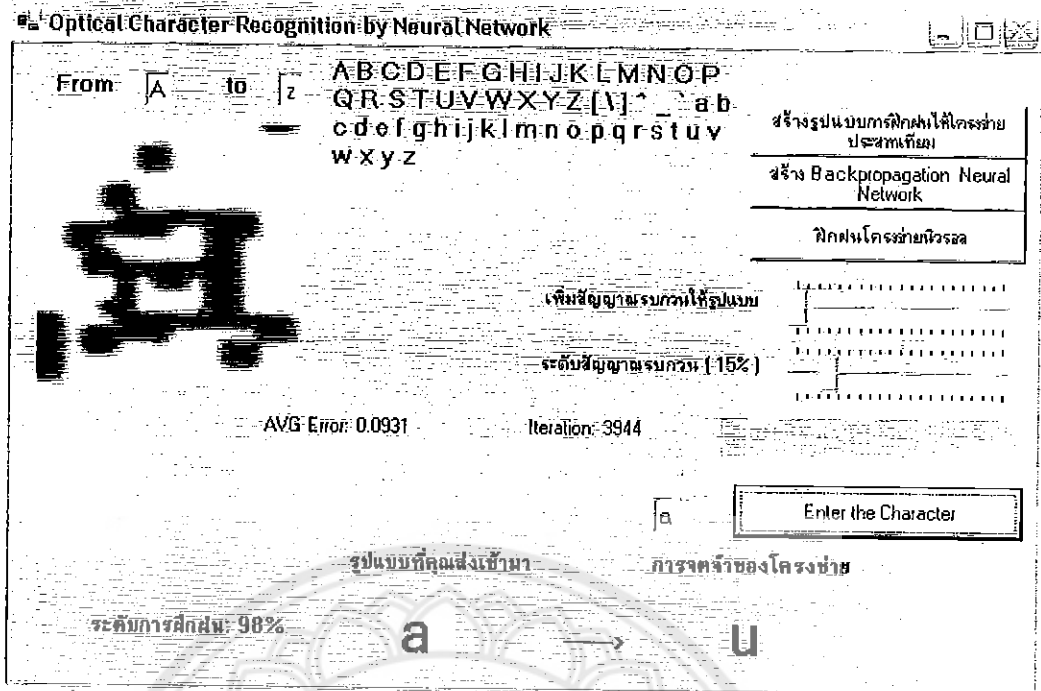 Optical Character Recognition by Neural Network
From A to z
A B C D E F G H I J K L M N O P
Q R S T U V W X Y Z [ \ ] ^ _ ` a b
c d e f g h i j k l m n o p q r s t u v
w x y z
สร้างรูปแบบการฝึกฝนให้โครงข่าย
ประสาทเทียม
สร้าง Backpropagation Neural
Network
ฝึกฝนโครงข่ายนิวรอล
เพิ่มสัญญาณรบกวนให้รูปแบบ
ระดับสัญญาณรบกวน ( 15% )
AVG Error: 0.0931
Iteration: 3944
a
Enter the Character
รูปแบบที่คุณส่งเข้ามา
การจดจำของโครงข่าย
ระดับการฝึกฝน: 98%
a → u